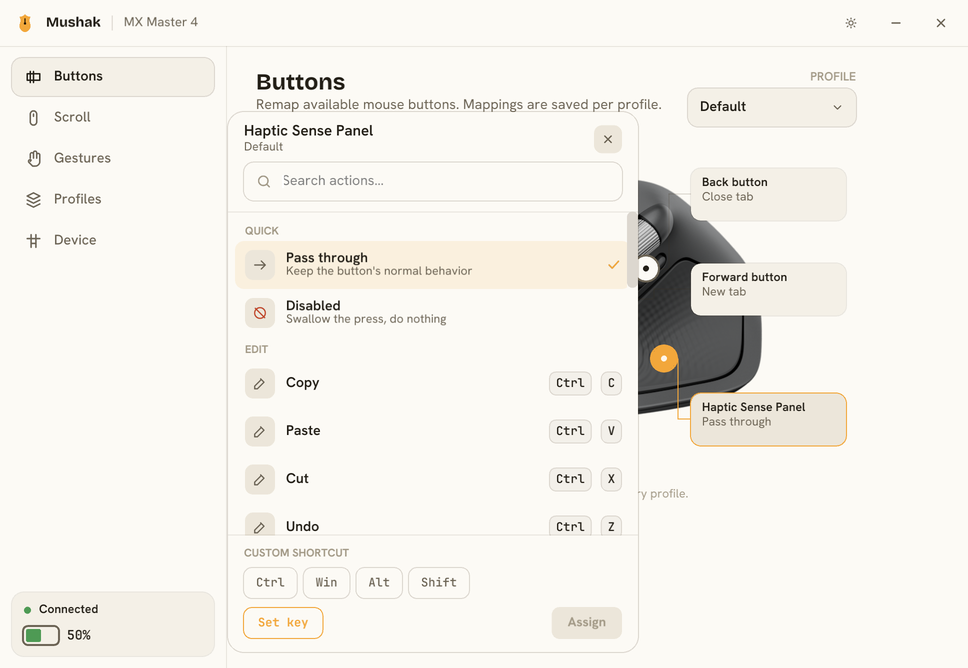 Mushak
MX Master 4
Buttons
Scroll
Gestures
Profiles
Device
Connected
50%
Buttons
Remap available mouse buttons. Mappings are saved per profile.
PROFILE
Default
Haptic Sense Panel
Default
Search actions...
QUICK
Pass through
Keep the button's normal behavior
Disabled
Swallow the press, do nothing
EDIT
Copy Ctrl C
Paste Ctrl V
Cut Ctrl X
Undo Ctrl Z
CUSTOM SHORTCUT
Ctrl Win Alt Shift
Set key Assign
Back button
Close tab
Forward button
New tab
Haptic Sense Panel
Pass through
profile.